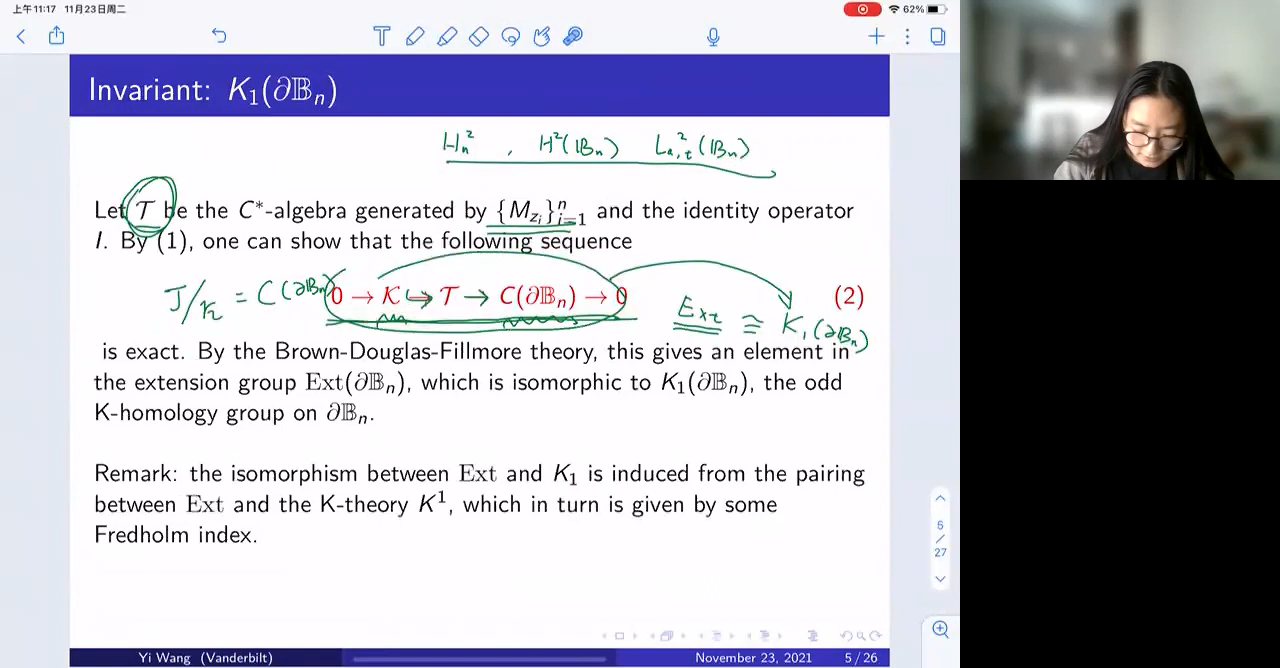 上午11:17 11月23日周二
62%
Invariant: K₁(∂𝔹ₙ)
Hₙ² , H²(𝔹ₙ) L²ₐ,ₜ(𝔹ₙ)
Let 𝒯 be the C*-algebra generated by {M_{z_i}}ⁿᵢ₌₁ and the identity operator
I. By (1), one can show that the following sequence
𝒯/𝒦 = C(∂𝔹ₙ) 0 → 𝒦 ↪ 𝒯 → C(∂𝔹ₙ) → 0 (2)
Ext ≅ K₁(∂𝔹ₙ)
is exact. By the Brown-Douglas-Fillmore theory, this gives an element in
the extension group Ext(∂𝔹ₙ), which is isomorphic to K₁(∂𝔹ₙ), the odd
K-homology group on ∂𝔹ₙ.
Remark: the isomorphism between Ext and K₁ is induced from the pairing
between Ext and the K-theory K¹, which in turn is given by some
Fredholm index.
5
/
27
Yi Wang (Vanderbilt) November 23, 2021 5 / 26